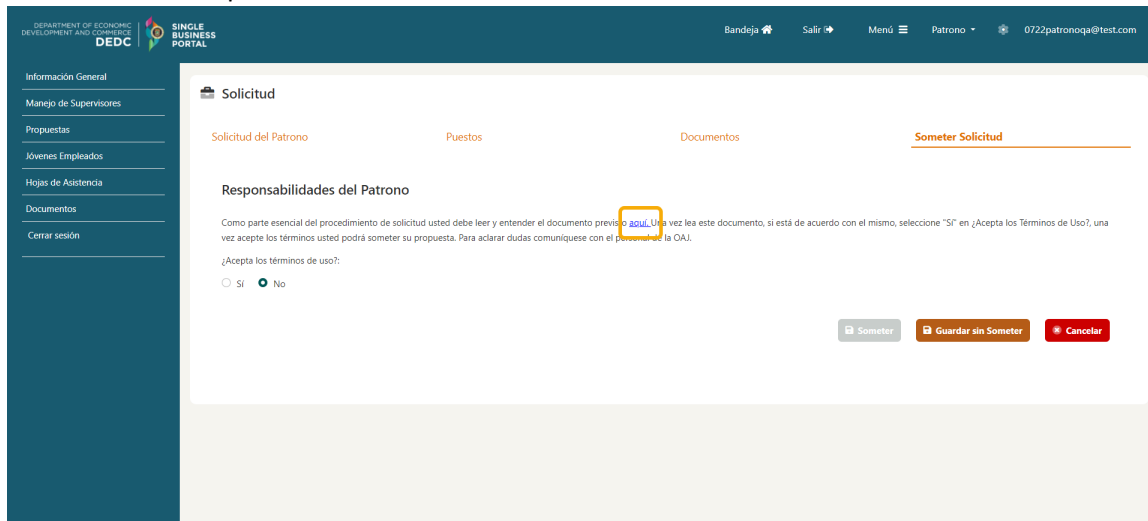 DEPARTMENT OF ECONOMIC
DEVELOPMENT AND COMMERCE
DEDC
SINGLE
BUSINESS
PORTAL
Bandeja
Salir
Menú
Patrono
0722patronoqa@test.com
Información General
Manejo de Supervisores
Propuestas
Jóvenes Empleados
Hojas de Asistencia
Documentos
Cerrar sesión
Solicitud
Solicitud del Patrono
Puestos
Documentos
Someter Solicitud
Responsabilidades del Patrono
Como parte esencial del procedimiento de solicitud usted debe leer y entender el documento previsto aquí. Una vez lea este documento, si está de acuerdo con el mismo, seleccione "Sí" en ¿Acepta los Términos de Uso?, una
vez acepte los términos usted podrá someter su propuesta. Para aclarar dudas comuníquese con el personal de la OAJ.
¿Acepta los términos de uso?:
Sí
No
Someter
Guardar sin Someter
Cancelar